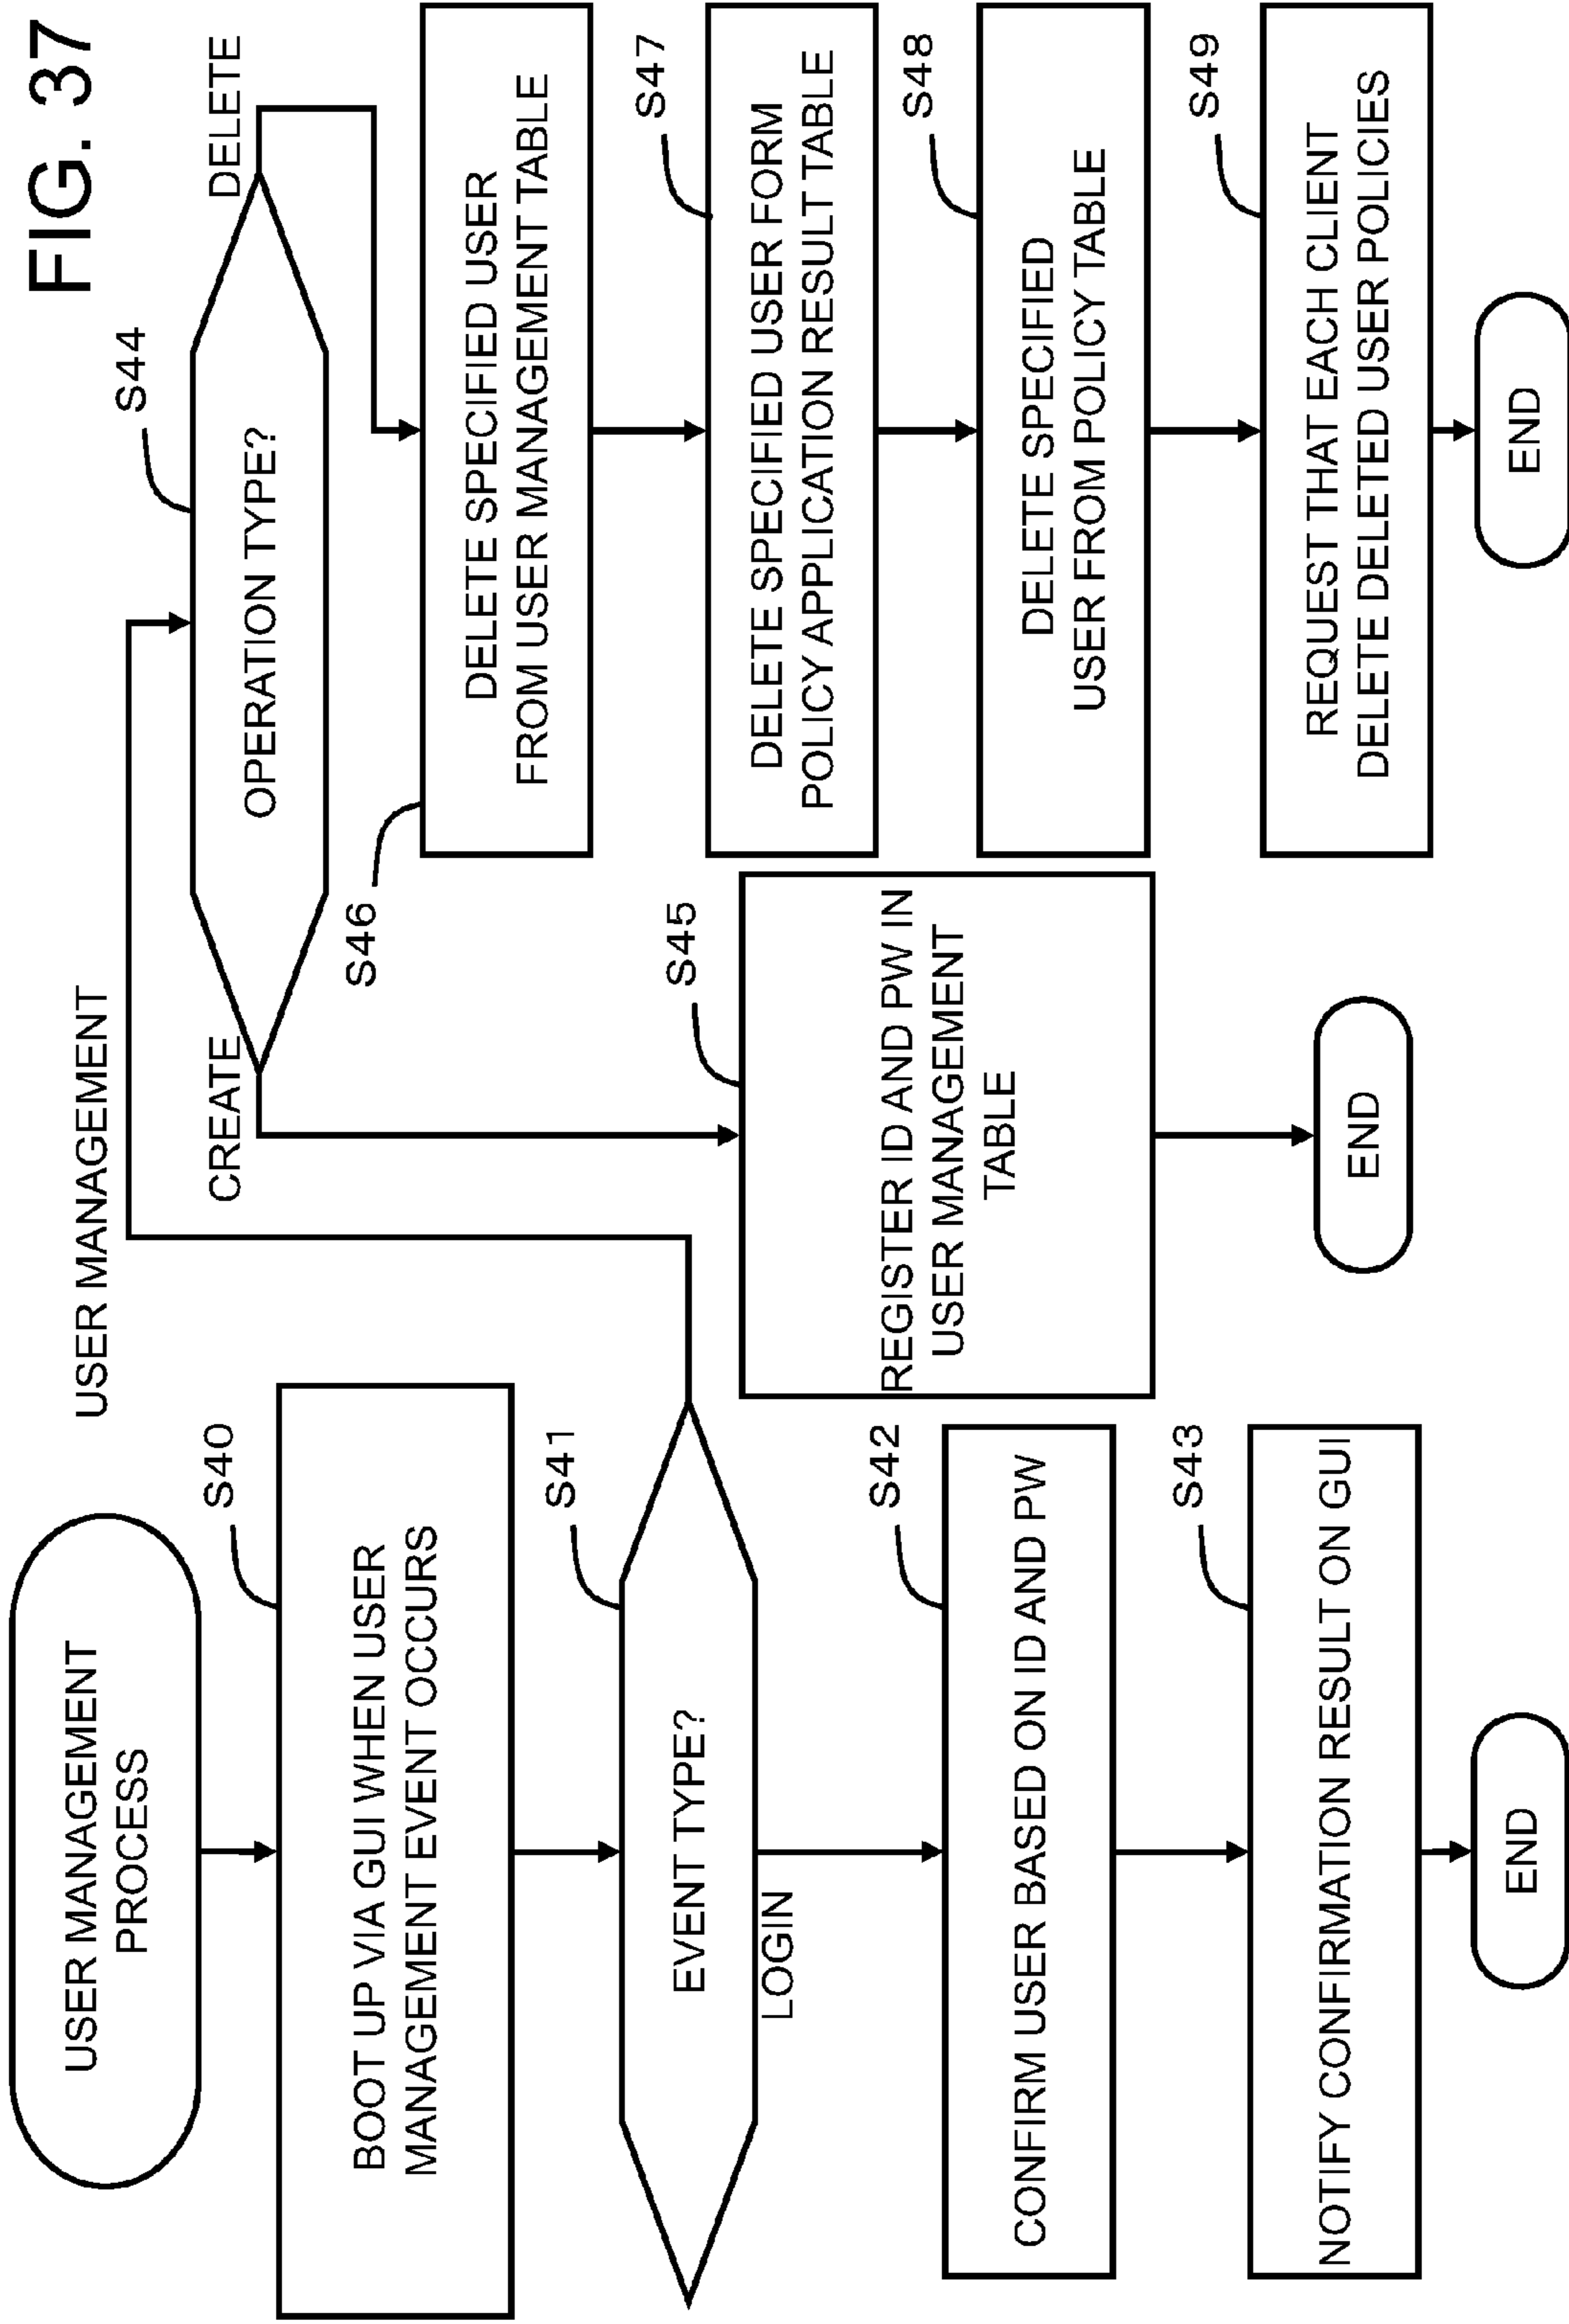 FIG. 37
USER MANAGEMENT
PROCESS
S40
BOOT UP VIA GUI WHEN USER
MANAGEMENT EVENT OCCURS
S41
EVENT TYPE?
LOGIN
S42
CONFIRM USER BASED ON ID AND PW
S43
NOTIFY CONFIRMATION RESULT ON GUI
END
USER MANAGEMENT
S44
OPERATION TYPE?
CREATE
S45
REGISTER ID AND PW IN
USER MANAGEMENT
TABLE
END
DELETE
S46
DELETE SPECIFIED USER
FROM USER MANAGEMENT TABLE
S47
DELETE SPECIFIED USER FORM
POLICY APPLICATION RESULT TABLE
S48
DELETE SPECIFIED
USER FROM POLICY TABLE
S49
REQUEST THAT EACH CLIENT
DELETE DELETED USER POLICIES
END